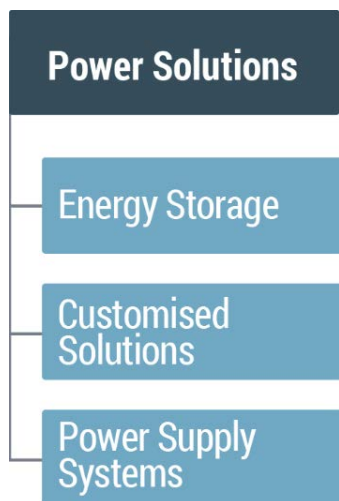 Power Solutions
Energy Storage
Customised
Solutions
Power Supply
Systems